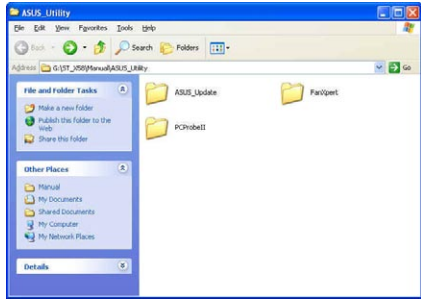 ASUS_Utility
File Edit View Favorites Tools Help
Back Search Folders
Address G:\ST_X58\Manual\ASUS_Utility Go
File and Folder Tasks
Make a new folder
Publish this folder to the
Web
Share this folder
Other Places
Manual
My Documents
Shared Documents
My Computer
My Network Places
Details
ASUS_Update
FanXpert
PCProbeII